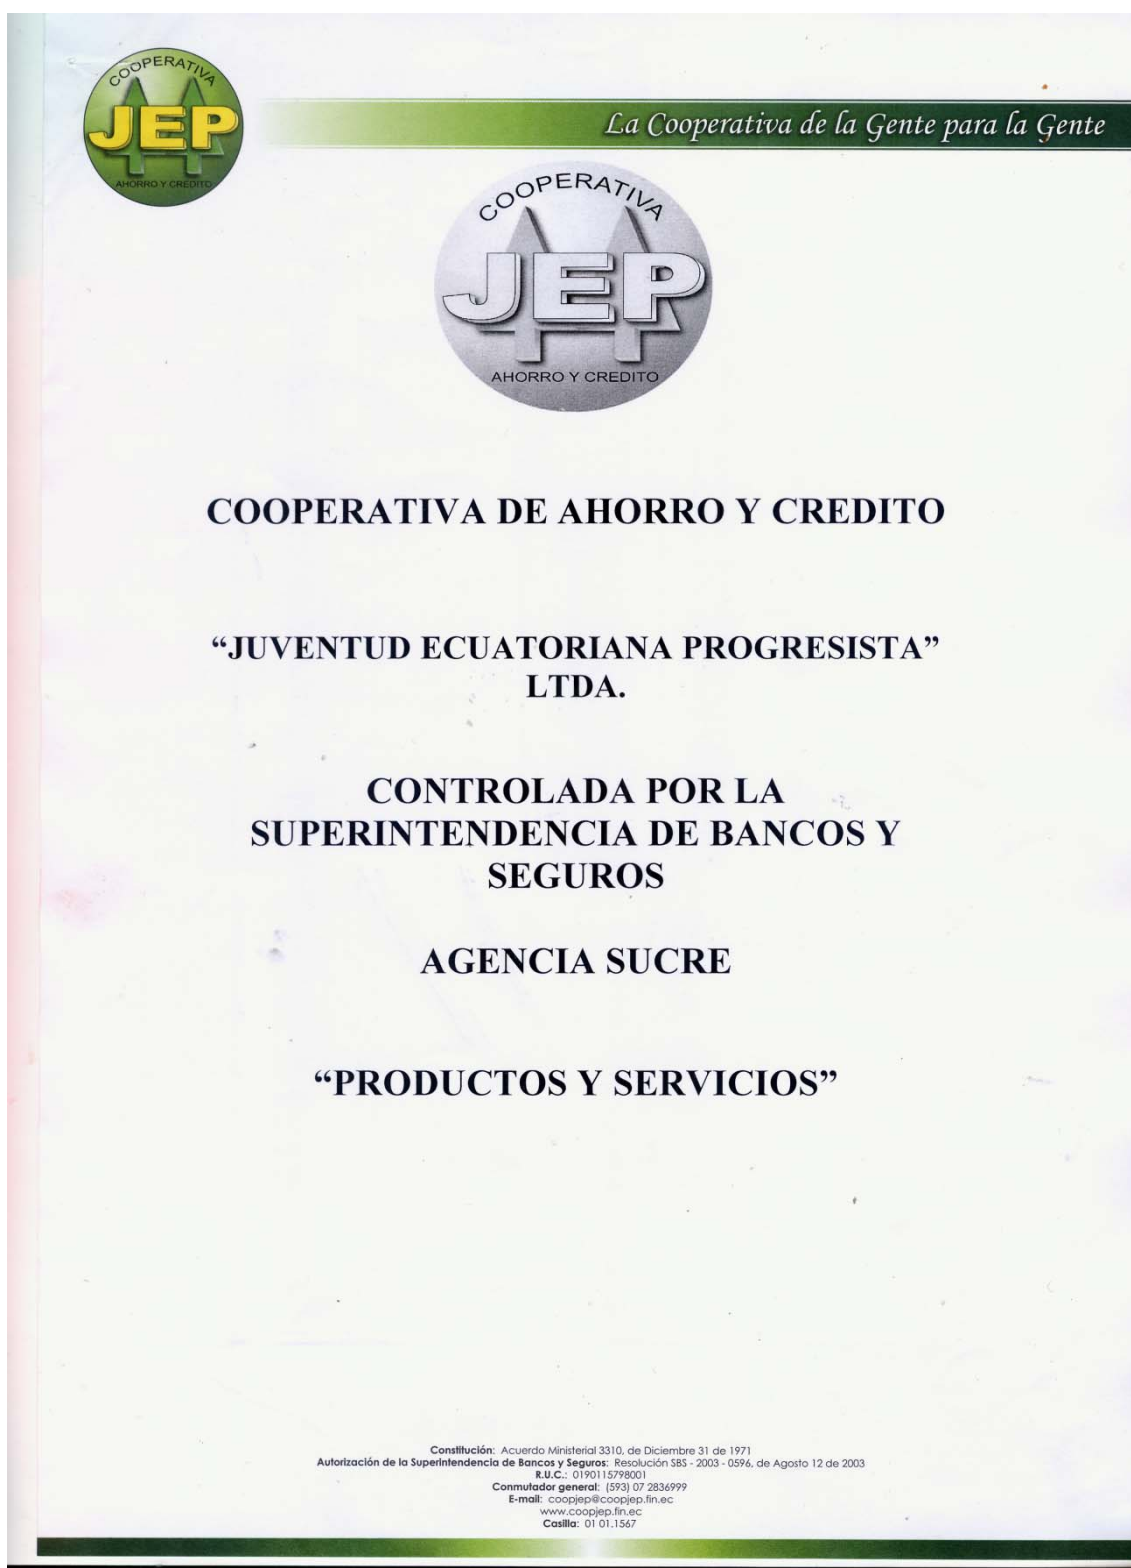 COOPERATIVA
JEP
AHORRO Y CREDITO
La Cooperativa de la Gente para la Gente
COOPERATIVA
JEP
AHORRO Y CREDITO
COOPERATIVA DE AHORRO Y CREDITO
“JUVENTUD ECUATORIANA PROGRESISTA”
LTDA.
CONTROLADA POR LA
SUPERINTENDENCIA DE BANCOS Y
SEGUROS
AGENCIA SUCRE
“PRODUCTOS Y SERVICIOS”
Constitución: Acuerdo Ministerial 3310, de Diciembre 31 de 1971
Autorización de la Superintendencia de Bancos y Seguros: Resolución SBS - 2003 - 0596, de Agosto 12 de 2003
R.U.C.: 0190115798001
Conmutador general: (593) 07 2836999
E-mail: coopjep@coopjep.fin.ec
www.coopjep.fin.ec
Casilla: 01 01.1567